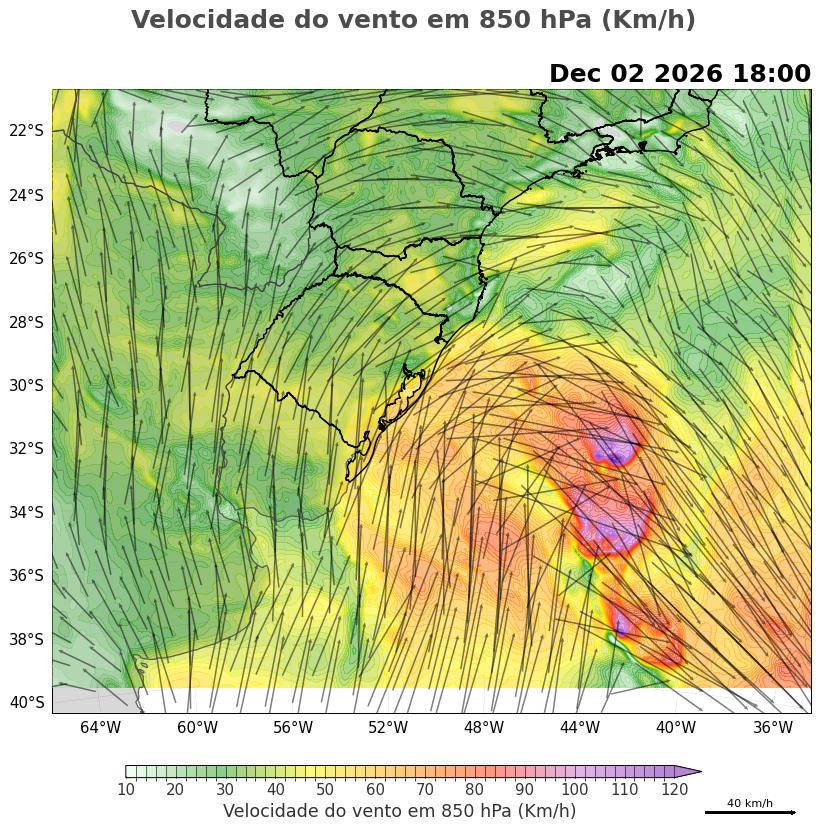 Velocidade do vento em 850 hPa (Km/h)
Dec 02 2026 18:00
22°S
24°S
26°S
28°S
30°S
32°S
34°S
36°S
38°S
40°S
64°W 60°W 56°W 52°W 48°W 44°W 40°W 36°W
10 20 30 40 50 60 70 80 90 100 110 120
Velocidade do vento em 850 hPa (Km/h)
40 km/h